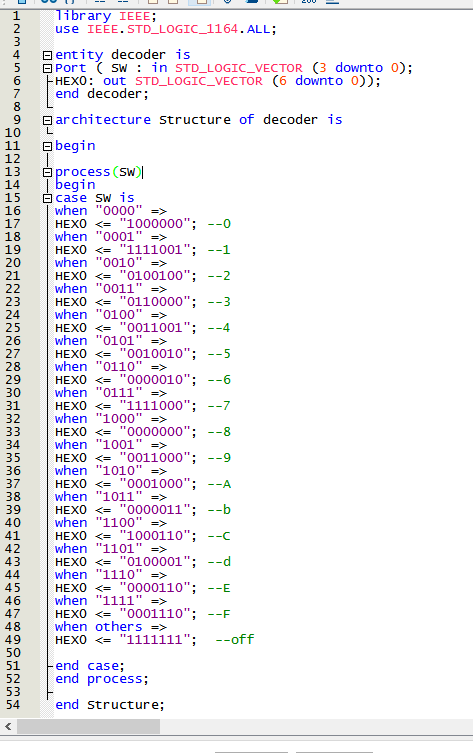 1 library IEEE;
2 use IEEE.STD_LOGIC_1164.ALL;
3
4 entity decoder is
5 Port ( SW : in STD_LOGIC_VECTOR (3 downto 0);
6 HEX0: out STD_LOGIC_VECTOR (6 downto 0));
7 end decoder;
8
9 architecture Structure of decoder is
10
11 begin
12
13 process(SW)
14 begin
15 case SW is
16 when "0000" =>
17 HEX0 <= "1000000"; --0
18 when "0001" =>
19 HEX0 <= "1111001"; --1
20 when "0010" =>
21 HEX0 <= "0100100"; --2
22 when "0011" =>
23 HEX0 <= "0110000"; --3
24 when "0100" =>
25 HEX0 <= "0011001"; --4
26 when "0101" =>
27 HEX0 <= "0010010"; --5
28 when "0110" =>
29 HEX0 <= "0000010"; --6
30 when "0111" =>
31 HEX0 <= "1111000"; --7
32 when "1000" =>
33 HEX0 <= "0000000"; --8
34 when "1001" =>
35 HEX0 <= "0011000"; --9
36 when "1010" =>
37 HEX0 <= "0001000"; --A
38 when "1011" =>
39 HEX0 <= "0000011"; --b
40 when "1100" =>
41 HEX0 <= "1000110"; --C
42 when "1101" =>
43 HEX0 <= "0100001"; --d
44 when "1110" =>
45 HEX0 <= "0000110"; --E
46 when "1111" =>
47 HEX0 <= "0001110"; --F
48 when others =>
49 HEX0 <= "1111111"; --off
50
51 end case;
52 end process;
53
54 end Structure;